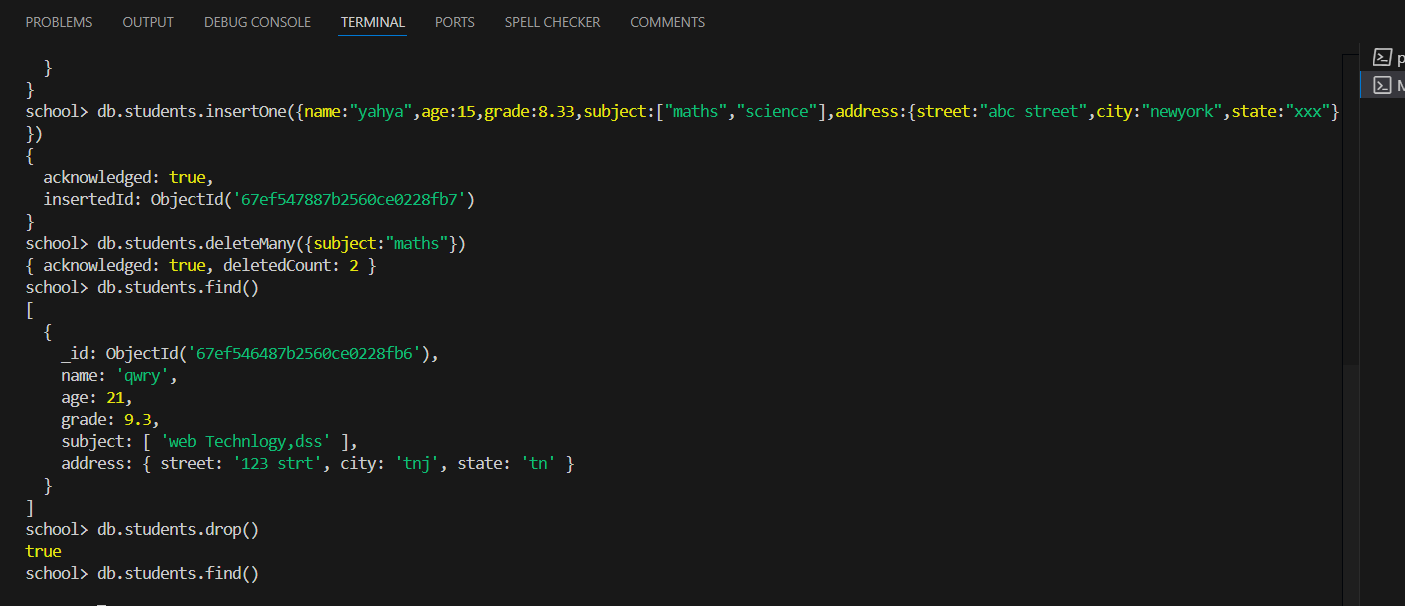 PROBLEMS OUTPUT DEBUG CONSOLE TERMINAL PORTS SPELL CHECKER COMMENTS
}
}
school> db.students.insertOne({name:"yahya",age:15,grade:8.33,subject:["maths","science"],address:{street:"abc street",city:"newyork",state:"xxx"}
})
{
acknowledged: true,
insertedId: ObjectId('67ef547887b2560ce0228fb7')
}
school> db.students.deleteMany({subject:"maths"})
{ acknowledged: true, deletedCount: 2 }
school> db.students.find()
[
{
_id: ObjectId('67ef546487b2560ce0228fb6'),
name: 'qwry',
age: 21,
grade: 9.3,
subject: [ 'web Technlogy,dss' ],
address: { street: '123 strt', city: 'tnj', state: 'tn' }
}
]
school> db.students.drop()
true
school> db.students.find()